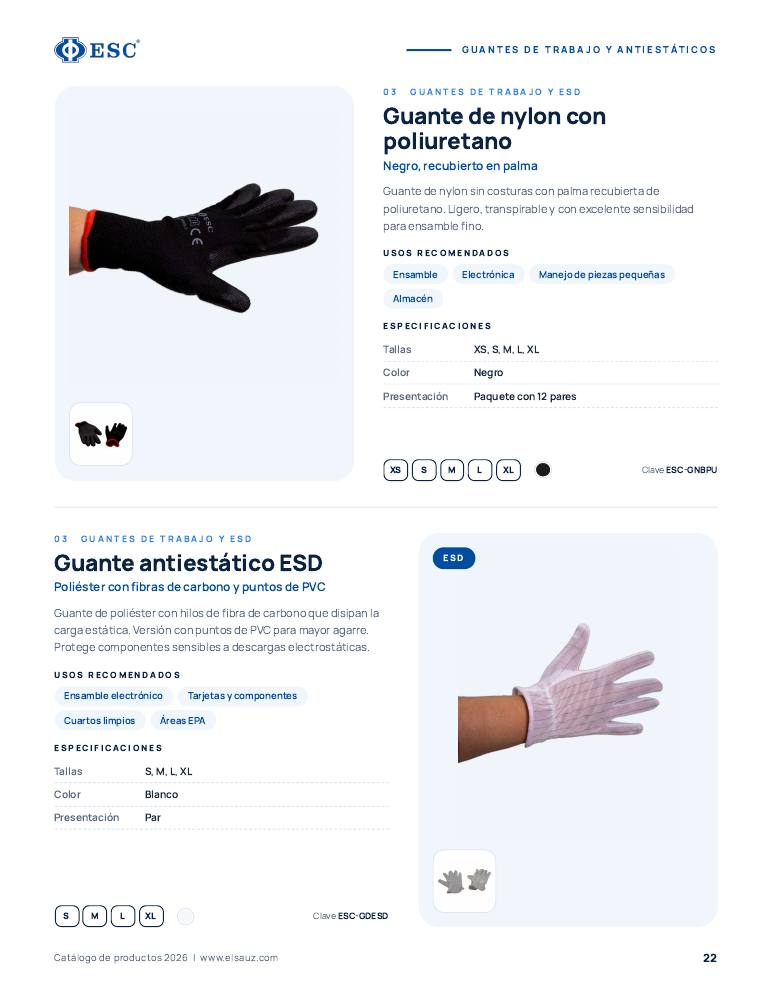 ESC
GUANTES DE TRABAJO Y ANTIESTÁTICOS
03 GUANTES DE TRABAJO Y ESD
Guante de nylon con
poliuretano
Negro, recubierto en palma
Guante de nylon sin costuras con palma recubierta de
poliuretano. Ligero, transpirable y con excelente sensibilidad
para ensamble fino.
USOS RECOMENDADOS
Ensamble Electrónica Manejo de piezas pequeñas
Almacén
ESPECIFICACIONES
Tallas XS, S, M, L, XL
Color Negro
Presentación Paquete con 12 pares
XS S M L XL
Clave ESC-GNBPU
ESC
CE
03 GUANTES DE TRABAJO Y ESD
Guante antiestático ESD
Poliéster con fibras de carbono y puntos de PVC
Guante de poliéster con hilos de fibra de carbono que disipan la
carga estática. Versión con puntos de PVC para mayor agarre.
Protege componentes sensibles a descargas electrostáticas.
USOS RECOMENDADOS
Ensamble electrónico Tarjetas y componentes
Cuartos limpios Áreas EPA
ESPECIFICACIONES
Tallas S, M, L, XL
Color Blanco
Presentación Par
S M L XL
Clave ESC-GDESD
ESD
Catálogo de productos 2026 | www.elsauz.com
22